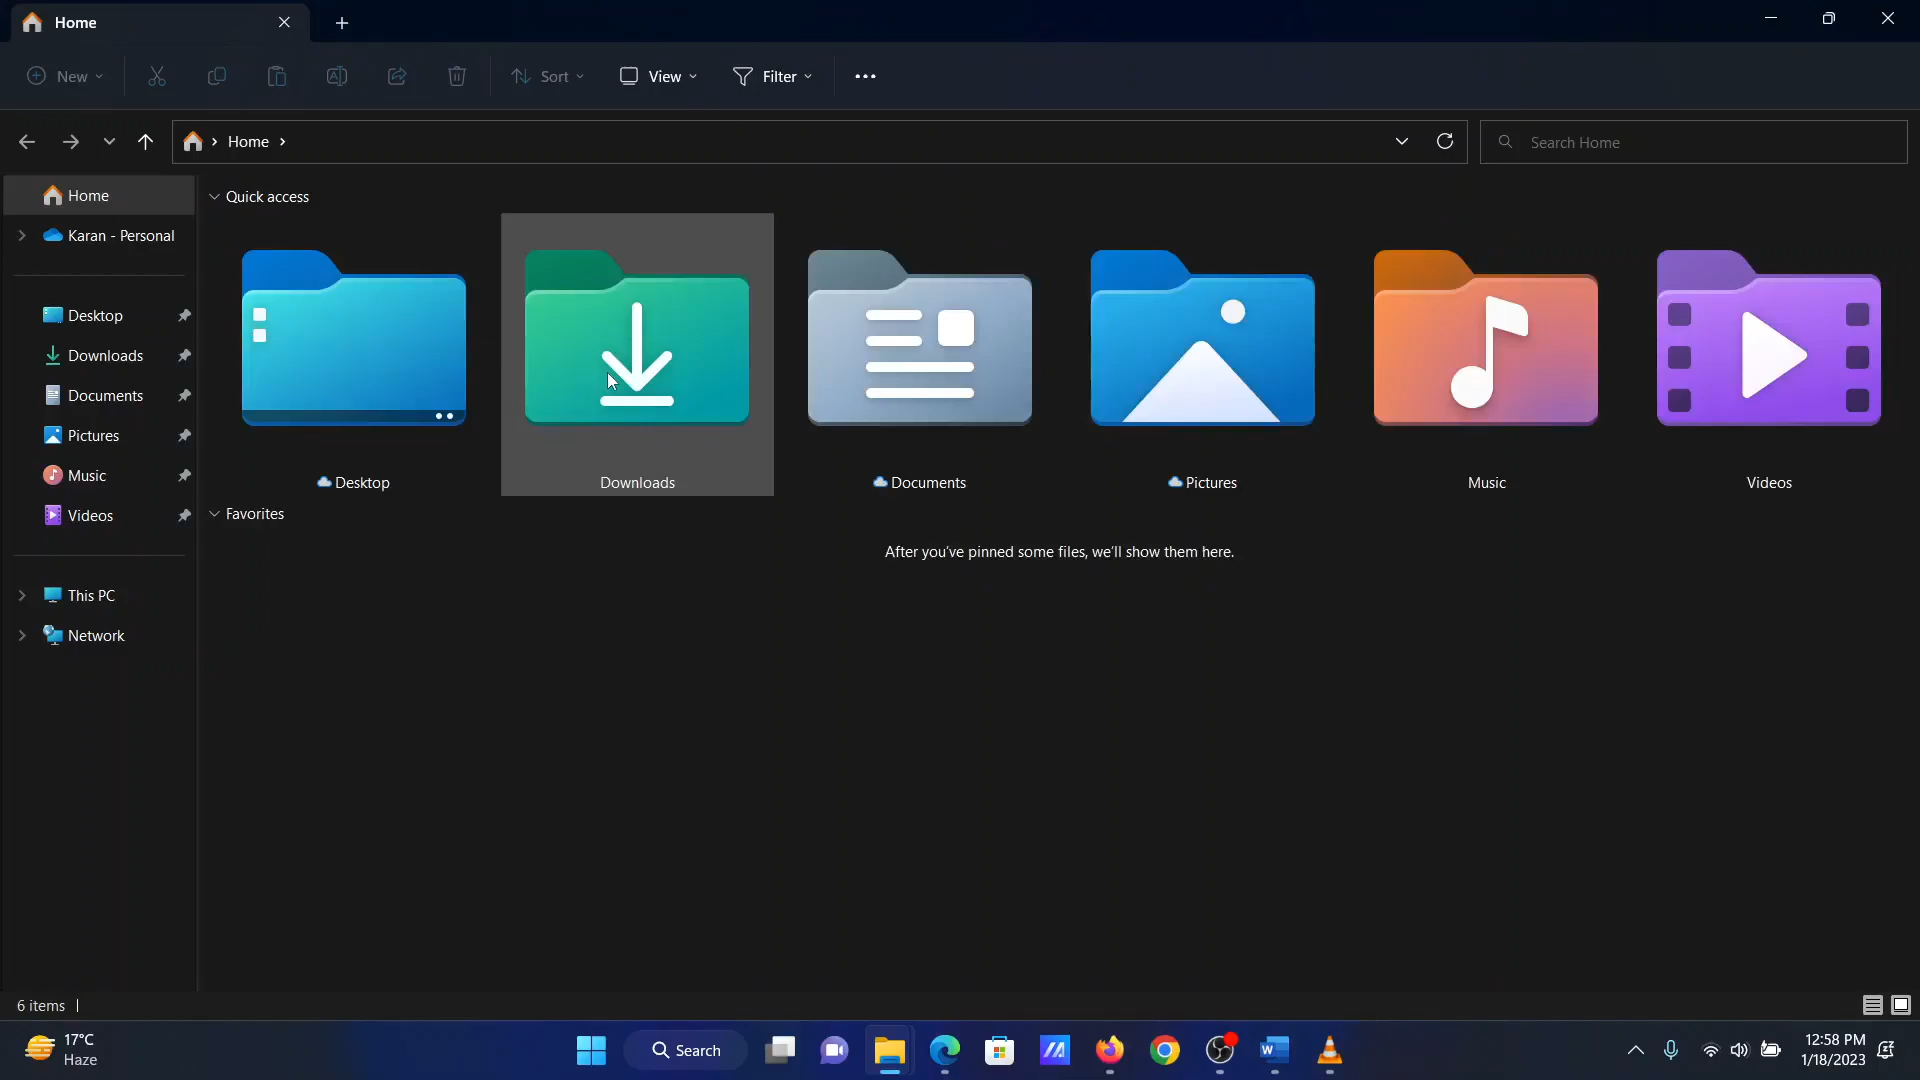 Home
New
Sort
View
Filter
Home
Search Home
Home
Karan - Personal
Desktop
Downloads
Documents
Pictures
Music
Videos
This PC
Network
Quick access
Desktop
Downloads
Documents
Pictures
Music
Videos
Favorites
After you've pinned some files, we'll show them here.
6 items
17°C
Haze
Search
12:58 PM
1/18/2023